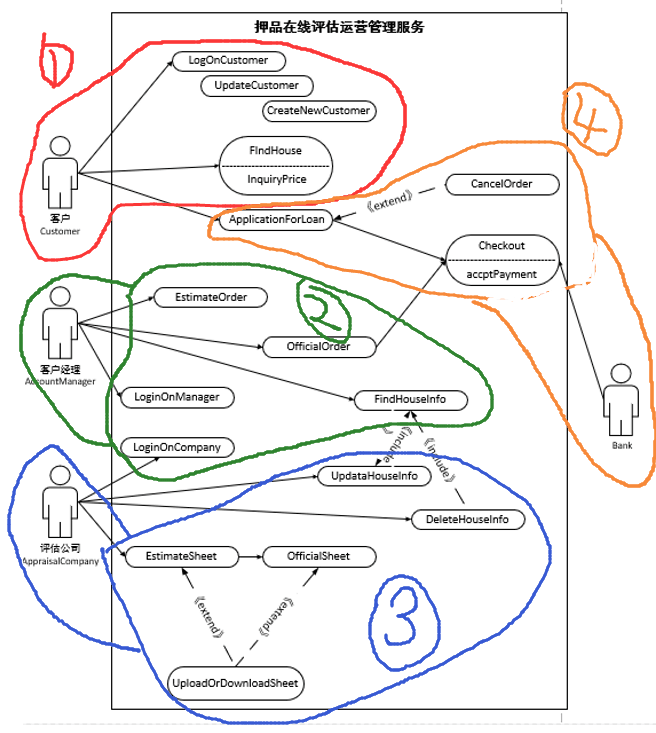 押品在线评估运营管理服务
①
LogOnCustomer
UpdateCustomer
CreateNewCustomer
4
FIndHouse
InquiryPrice
客户
Customer
CancelOrder
《extend》
ApplicationForLoan
Checkout
accptPayment
EstimateOrder
2
OfficialOrder
客户经理
AccountManager
LoginOnManager
FindHouseInfo
Bank
LoginOnCompany
《include》
《include》
UpdataHouseInfo
DeleteHouseInfo
评估公司
AppraisalCompany
EstimateSheet
OfficialSheet
《extend》
《extend》
3
UploadOrDownloadSheet